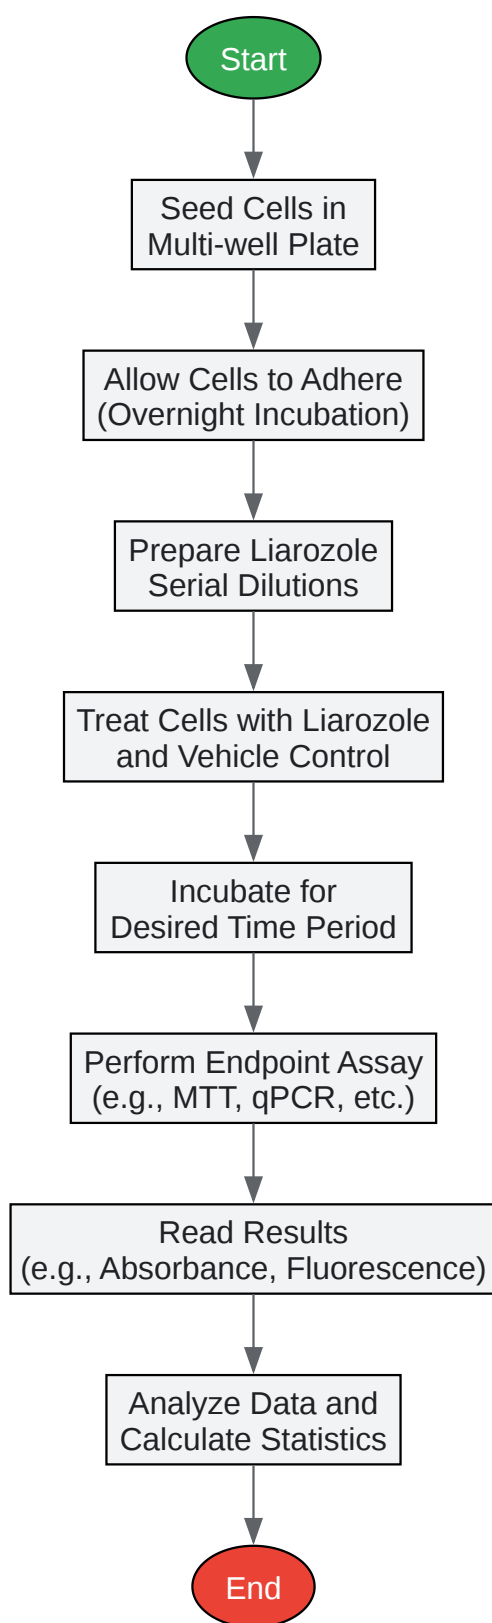 Start
Seed Cells in
Multi-well Plate
Allow Cells to Adhere
(Overnight Incubation)
Prepare Liarozole
Serial Dilutions
Treat Cells with Liarozole
and Vehicle Control
Incubate for
Desired Time Period
Perform Endpoint Assay
(e.g., MTT, qPCR, etc.)
Read Results
(e.g., Absorbance, Fluorescence)
Analyze Data and
Calculate Statistics
End